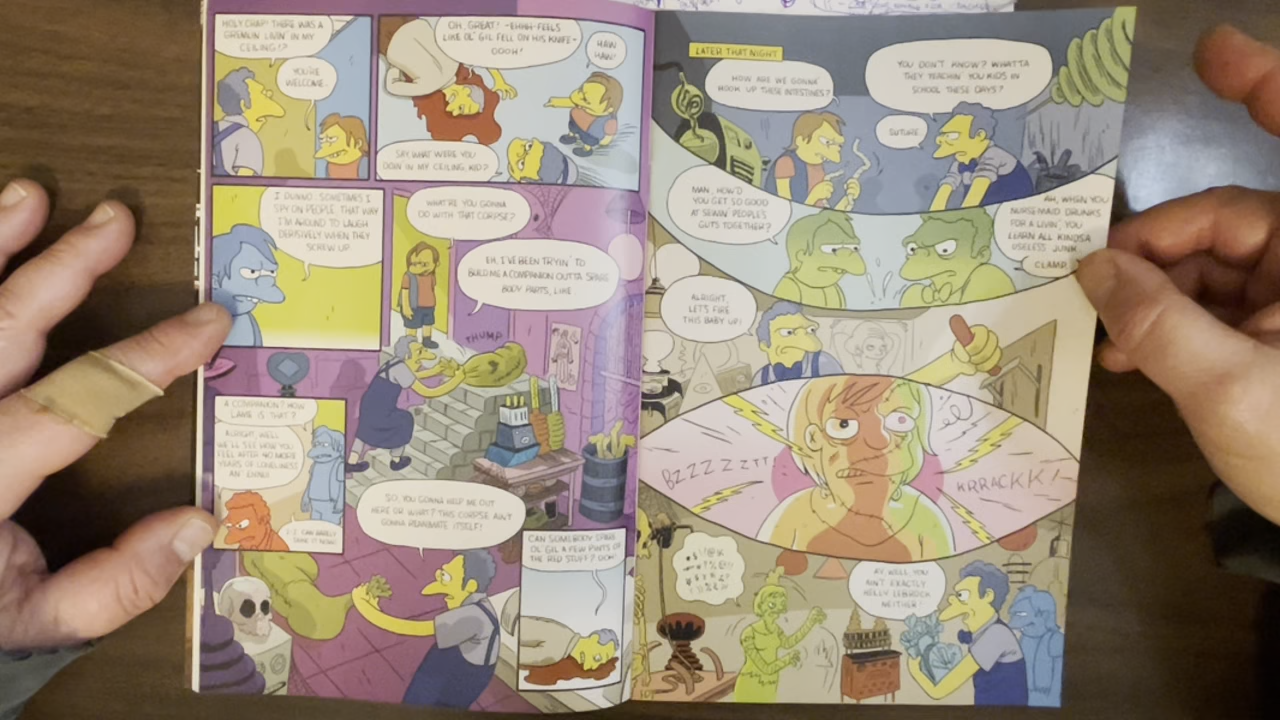 HOLY CRAP! THERE WAS A
GREMLIN LIVIN' IN MY
CEILING!?
YOU'RE
WELCOME.
OH, GREAT! -EHHH- FEELS
LIKE OL' GIL FELL ON HIS KNIFE-
OOOH!
HAW
HAW!
SAY, WHAT WERE YOU
DOIN' IN MY CEILING, KID?
I DUNNO. SOMETIMES I
SPY ON PEOPLE. THAT WAY
I'M AROUND TO LAUGH
DERISIVELY WHEN THEY
SCREW UP.
WHAT'RE YOU GONNA
DO WITH THAT CORPSE?
EH, I'VE BEEN TRYIN' TO
BUILD ME A COMPANION OUTTA SPARE
BODY PARTS, LIKE.
THUMP
A COMPANION? HOW
LAME IS THAT?
ALRIGHT, WELL,
WE'LL SEE HOW YOU
FEEL AFTER
YEARS OF LONELINESS
SO, YOU GONNA HELP ME OUT
HERE OR WHAT? THIS CORPSE AIN'T
GONNA REANIMATE ITSELF!
CAN SOMEBODY SPARE
OL' GIL A FEW PINTS OF
THE RED STUFF? OOH!
LATER THAT NIGHT
HOW ARE WE GONNA
HOOK UP THESE INTESTINES?
YOU DON'T KNOW? WHATTA
THEY TEACHIN' YOU KIDS IN
SCHOOL THESE DAYS?
SUTURE.
MAN, HOW'D
YOU GET SO GOOD
AT SEWIN' PEOPLE'S
GUTS TOGETHER?
AH, WHEN YOU
NURSEMAID DRUNKS
FOR A LIVIN', YOU
LEARN ALL KINDSA
USELESS JUNK.
CLAMP.
ALRIGHT,
LET'S FIRE
THIS BABY UP!
BZZZZZTT
KRRACKK!
AY, WELL, YOU
AIN'T EXACTLY
KELLY LEBROCK
NEITHER!